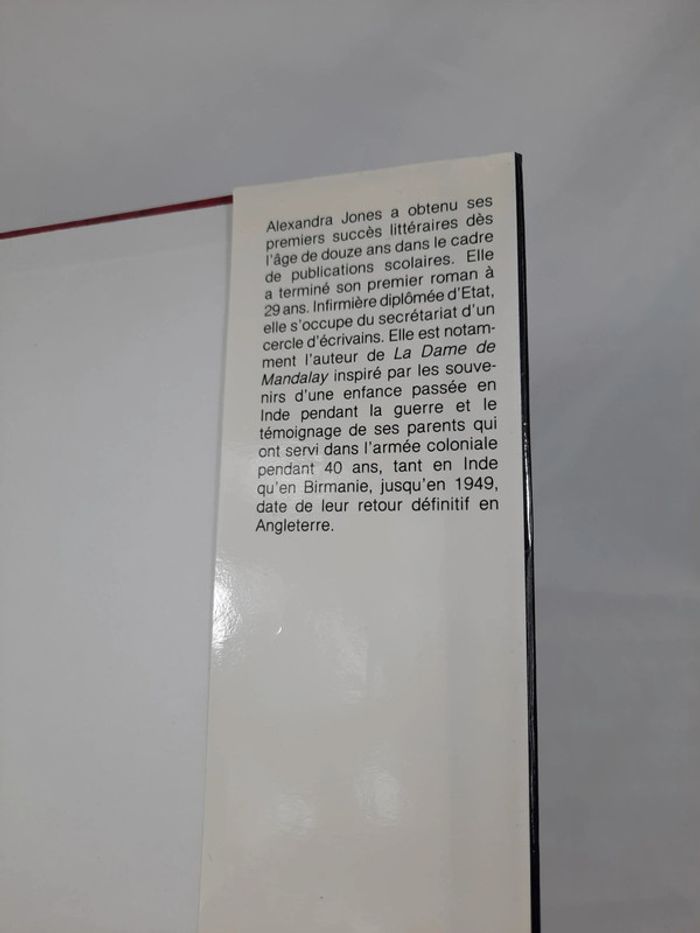 Alexandra Jones a obtenu ses
premiers succès littéraires dès
l'âge de douze ans dans le cadre
de publications scolaires. Elle
a terminé son premier roman à
29 ans. Infirmière diplômée d'Etat,
elle s'occupe du secrétariat d'un
cercle d'écrivains. Elle est notam-
ment l'auteur de La Dame de
Mandalay inspiré par les souve-
nirs d'une enfance passée en
Inde pendant la guerre et le
témoignage de ses parents qui
ont servi dans l'armée coloniale
pendant 40 ans, tant en Inde
qu'en Birmanie, jusqu'en 1949,
date de leur retour définitif en
Angleterre.